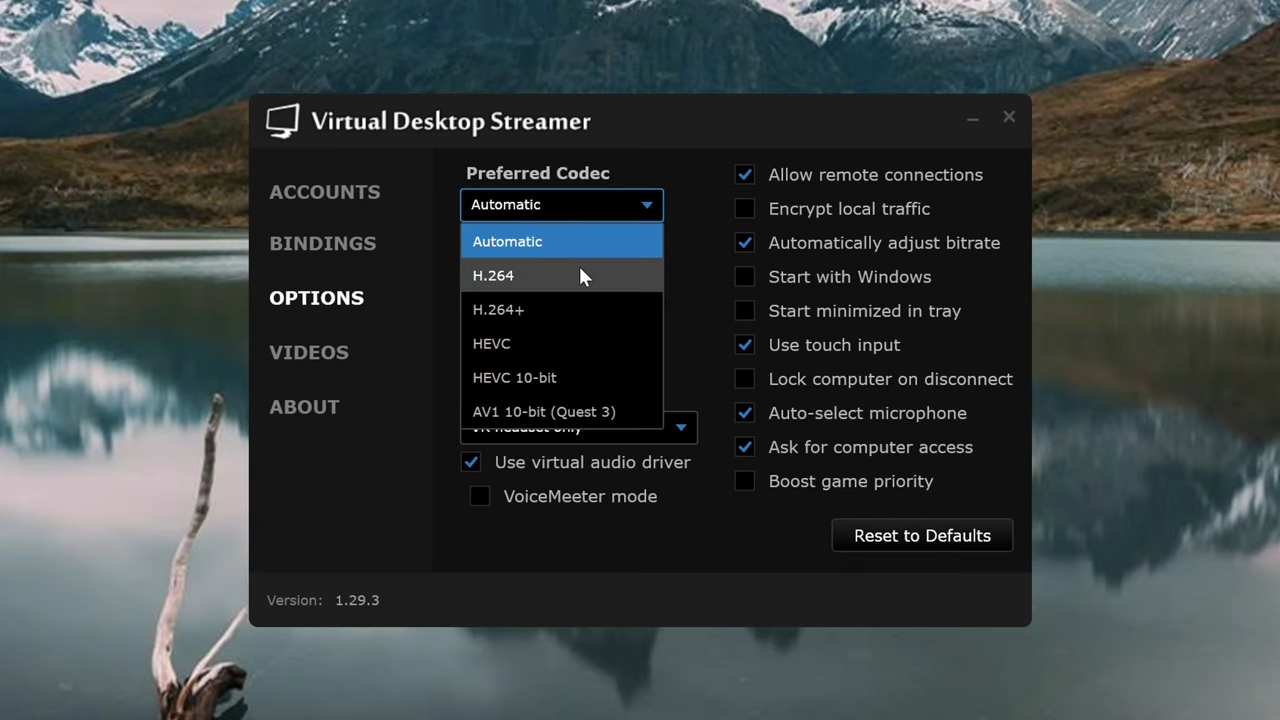 Virtual Desktop Streamer
ACCOUNTS
BINDINGS
OPTIONS
VIDEOS
ABOUT
Preferred Codec
Automatic
Automatic
H.264
H.264+
HEVC
HEVC 10-bit
AV1 10-bit (Quest 3)
VR headset only
Use virtual audio driver
VoiceMeeter mode
Allow remote connections
Encrypt local traffic
Automatically adjust bitrate
Start with Windows
Start minimized in tray
Use touch input
Lock computer on disconnect
Auto-select microphone
Ask for computer access
Boost game priority
Reset to Defaults
Version: 1.29.3